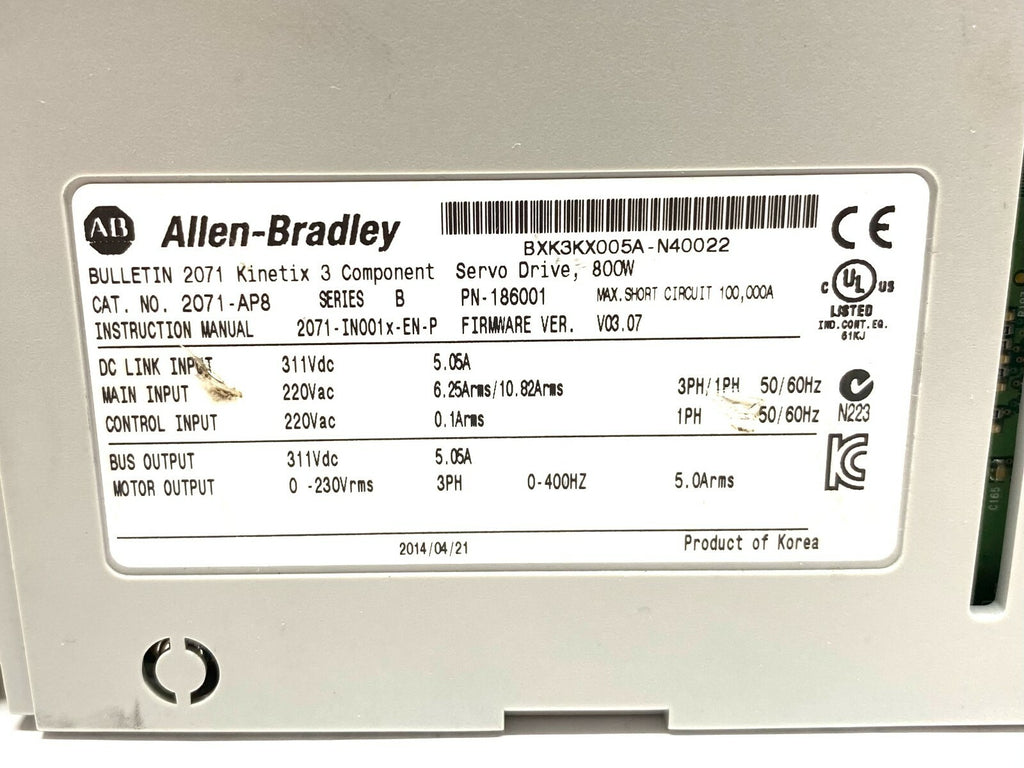 AB Allen-Bradley
BXK3KX005A-N40022
CE
BULLETIN 2071 Kinetix 3 Component Servo Drive, 800W
CAT. NO. 2071-AP8 SERIES B PN-186001 MAX.SHORT CIRCUIT 100,000A
INSTRUCTION MANUAL 2071-IN001x-EN-P FIRMWARE VER. V03.07
C UL US
LISTED
IND.CONT.EQ.
61KJ
DC LINK INPUT 311Vdc 5.05A
MAIN INPUT 220Vac 6.25Arms/10.82Arms 3PH/1PH 50/60Hz
CONTROL INPUT 220Vac 0.1Arms 1PH 50/60Hz
N223
BUS OUTPUT 311Vdc 5.05A
MOTOR OUTPUT 0 -230Vrms 3PH 0-400HZ 5.0Arms
KC
2014/04/21 Product of Korea
C165